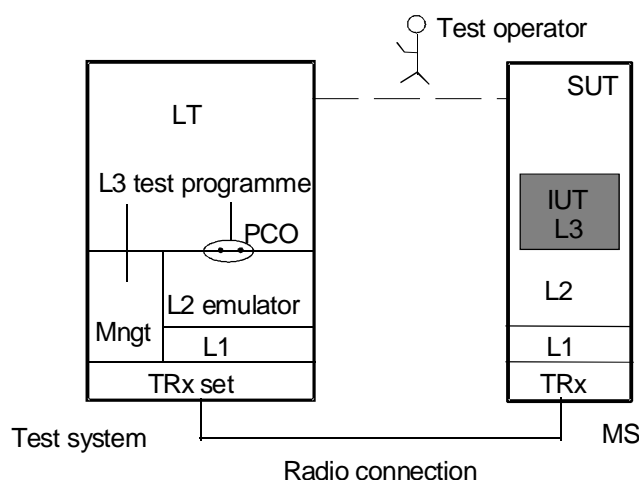 Test operator
SUT
LT
L3 test programme
IUT
L3
PCO
L2 emulator
L2
Mngt
L1
L1
TRx set
TRx
Test system
MS
Radio connection